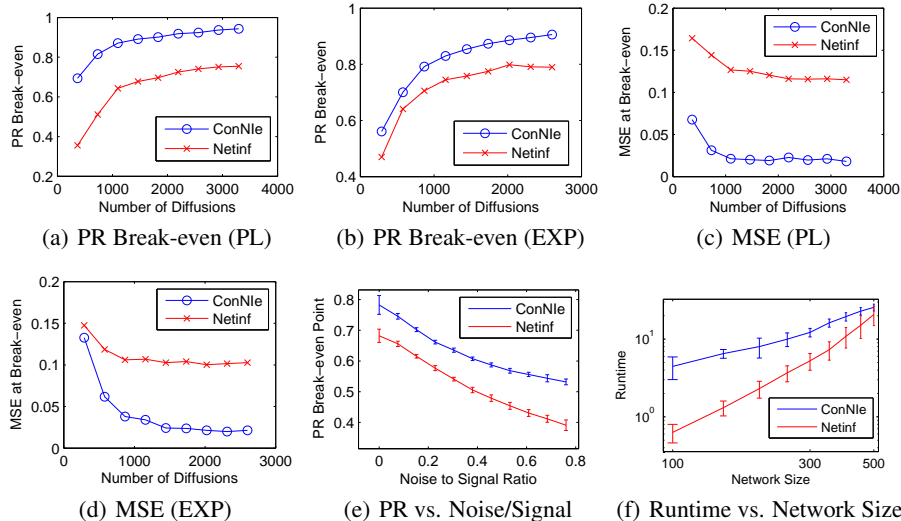 1
0.8
0.6
0.4
0.2
PR Break-even
0
1000
2000
3000
4000
Number of Diffusions
ConNIe
Netinf
(a) PR Break-even (PL)
1
0.8
0.6
0.4
PR Break-even
0
1000
2000
3000
Number of Diffusions
ConNIe
Netinf
(b) PR Break-even (EXP)
0.2
0.15
0.1
0.05
0
MSE at Break-even
0
1000
2000
3000
4000
Number of Diffusions
ConNIe
Netinf
(c) MSE (PL)
0.2
0.15
0.1
0.05
0
MSE at Break-even
0
1000
2000
3000
Number of Diffusions
ConNIe
Netinf
(d) MSE (EXP)
0.8
0.7
0.6
0.5
0.4
PR Break-even Point
0
0.2
0.4
0.6
0.8
Noise to Signal Ratio
ConNIe
Netinf
(e) PR vs. Noise/Signal
10^1
10^0
Runtime
100
300
500
Network Size
ConNIe
Netinf
(f) Runtime vs. Network Size